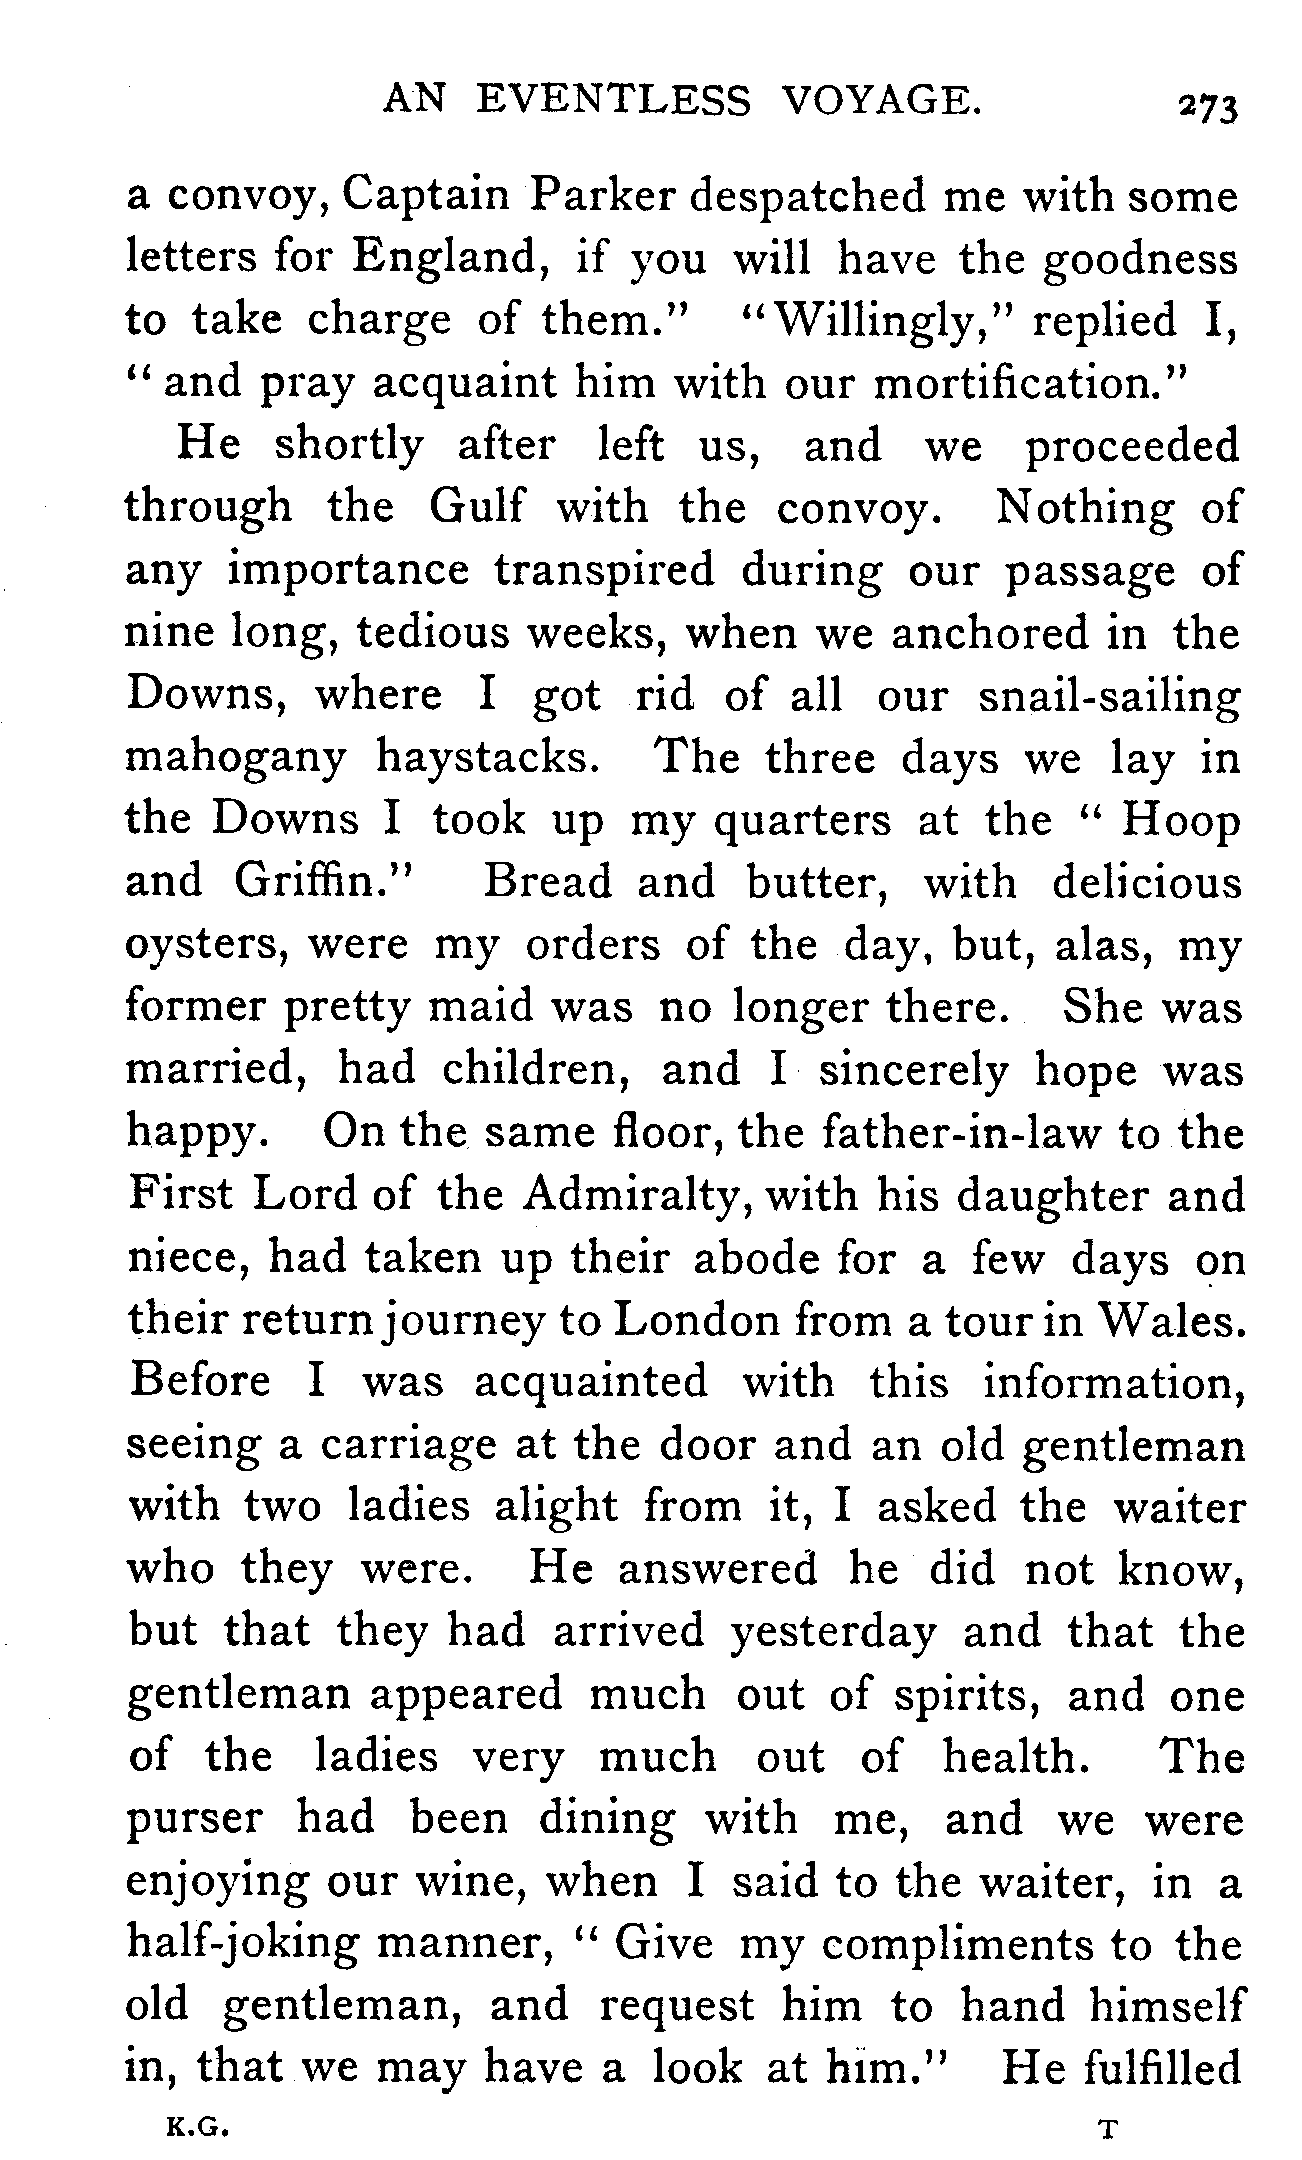 AN EVENTLESS VOYAGE. 273
a convoy, Captain Parker despatched me with some
letters for England, if you will have the goodness
to take charge of them." "Willingly," replied I,
" and pray acquaint him with our mortification."
He shortly after left us, and we proceeded
through the Gulf with the convoy. Nothing of
any importance transpired during our passage of
nine long, tedious weeks, when we anchored in the
Downs, where I got rid of all our snail-sailing
mahogany haystacks. The three days we lay in
the Downs I took up my quarters at the " Hoop
and Griffin." Bread and butter, with delicious
oysters, were my orders of the day, but, alas, my
former pretty maid was no longer there. She was
married, had children, and I sincerely hope was
happy. On the same floor, the father-in-law to the
First Lord of the Admiralty, with his daughter and
niece, had taken up their abode for a few days on
their return journey to London from a tour in Wales.
Before I was acquainted with this information,
seeing a carriage at the door and an old gentleman
with two ladies alight from it, I asked the waiter
who they were. He answered he did not know,
but that they had arrived yesterday and that the
gentleman appeared much out of spirits, and one
of the ladies very much out of health. The
purser had been dining with me, and we were
enjoying our wine, when I said to the waiter, in a
half-joking manner, " Give my compliments to the
old gentleman, and request him to hand himself
in, that we may have a look at him." He fulfilled
K.G. T